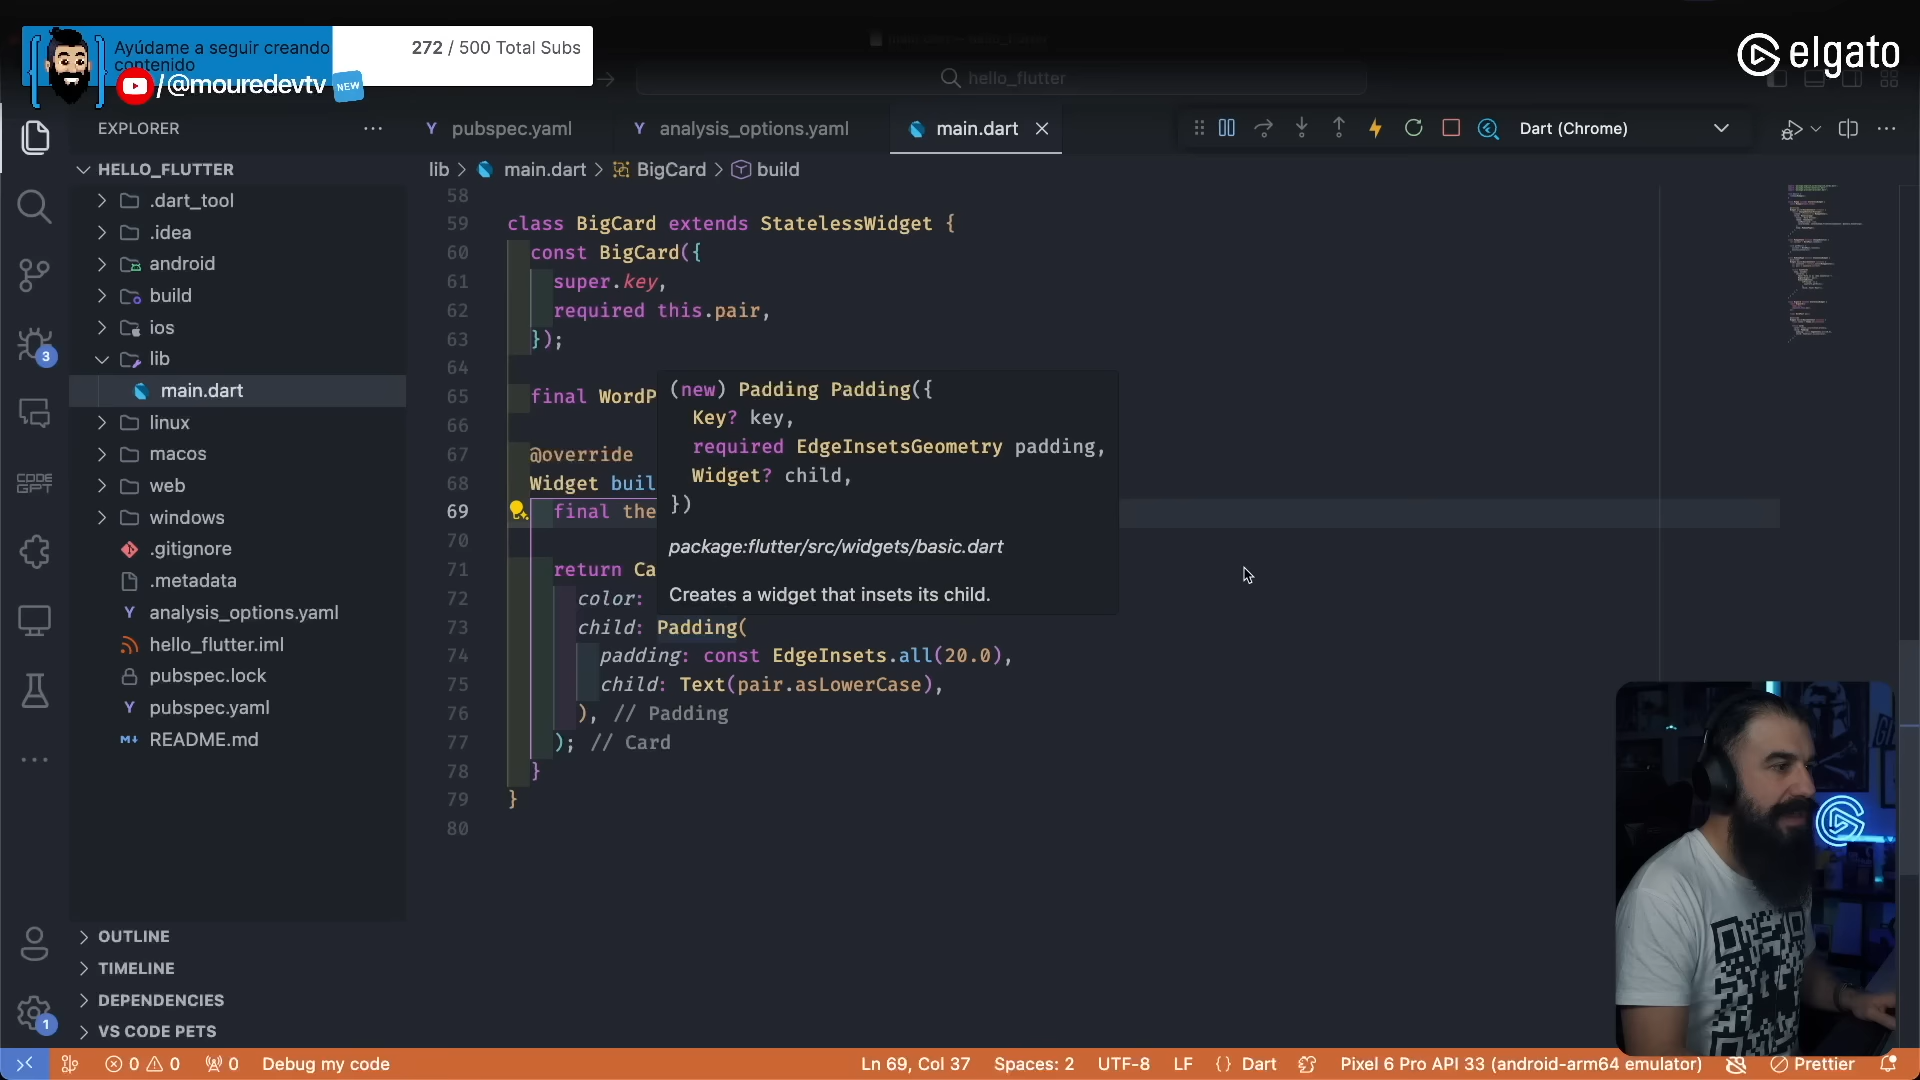 Ayúdame a seguir creando
contenido
272 / 500 Total Subs
/@mouredevtv NEW
elgato
hello_flutter
EXPLORER
pubspec.yaml
analysis_options.yaml
main.dart
Dart (Chrome)
lib > main.dart > BigCard > build
HELLO_FLUTTER
.dart_tool
.idea
android
build
ios
lib
main.dart
linux
macos
web
windows
.gitignore
.metadata
analysis_options.yaml
hello_flutter.iml
pubspec.lock
pubspec.yaml
README.md
OUTLINE
TIMELINE
DEPENDENCIES
VS CODE PETS
3
CODE
GPT
1
58
59 class BigCard extends StatelessWidget {
60 const BigCard({
61 super.key,
62 required this.pair,
63 });
64
65 final WordP
66
67 @override
68 Widget buil
69 final the
70
71 return Ca
72 color:
73 child: Padding(
74 padding: const EdgeInsets.all(20.0),
75 child: Text(pair.asLowerCase),
76 ), // Padding
77 ); // Card
78 }
79 }
80
(new) Padding Padding({
Key? key,
required EdgeInsetsGeometry padding,
Widget? child,
})
package:flutter/src/widgets/basic.dart
Creates a widget that insets its child.
0 0 0 Debug my code
Ln 69, Col 37 Spaces: 2 UTF-8 LF {} Dart Pixel 6 Pro API 33 (android-arm64 emulator) Prettier